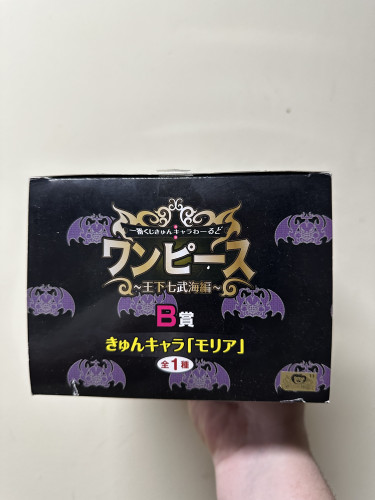 一番くじきゅんキャラわーるど
ワンピース
~王下七武海編~
B賞
きゅんキャラ「モリア」
全1種